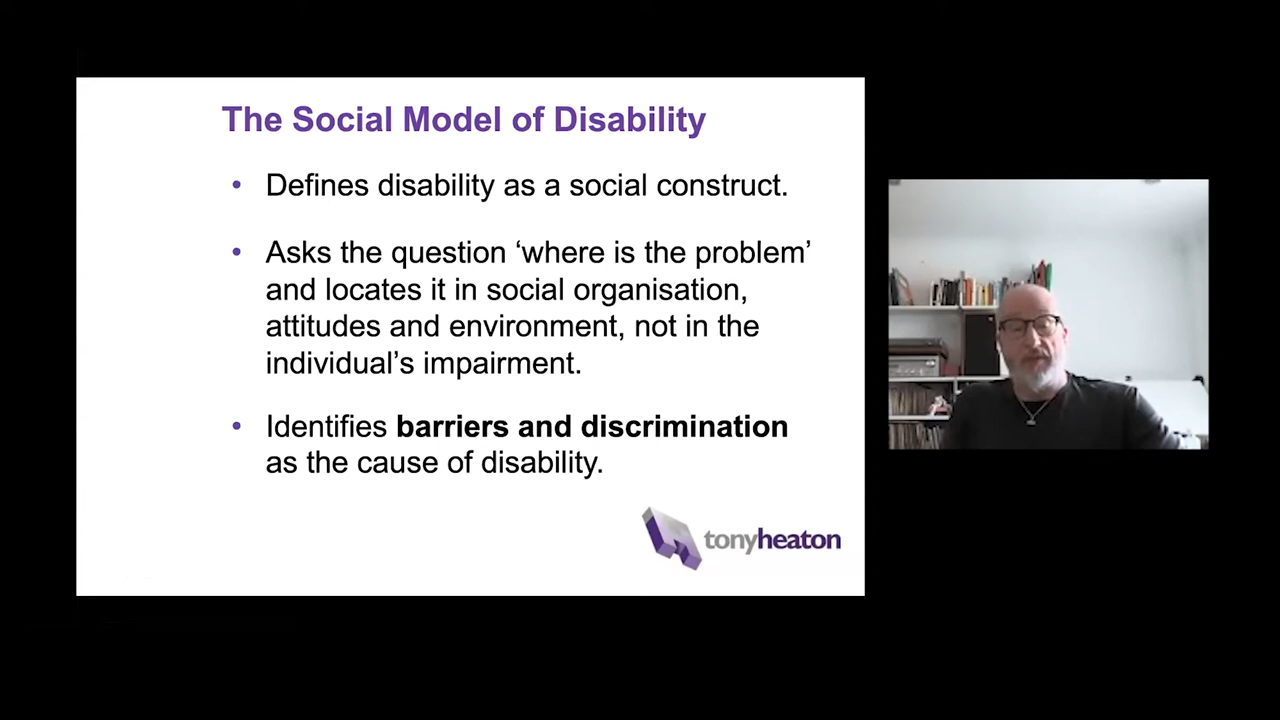 The Social Model of Disability
• Defines disability as a social construct.
• Asks the question ‘where is the problem’
and locates it in social organisation,
attitudes and environment, not in the
individual’s impairment.
• Identifies barriers and discrimination
as the cause of disability.
tonyheaton